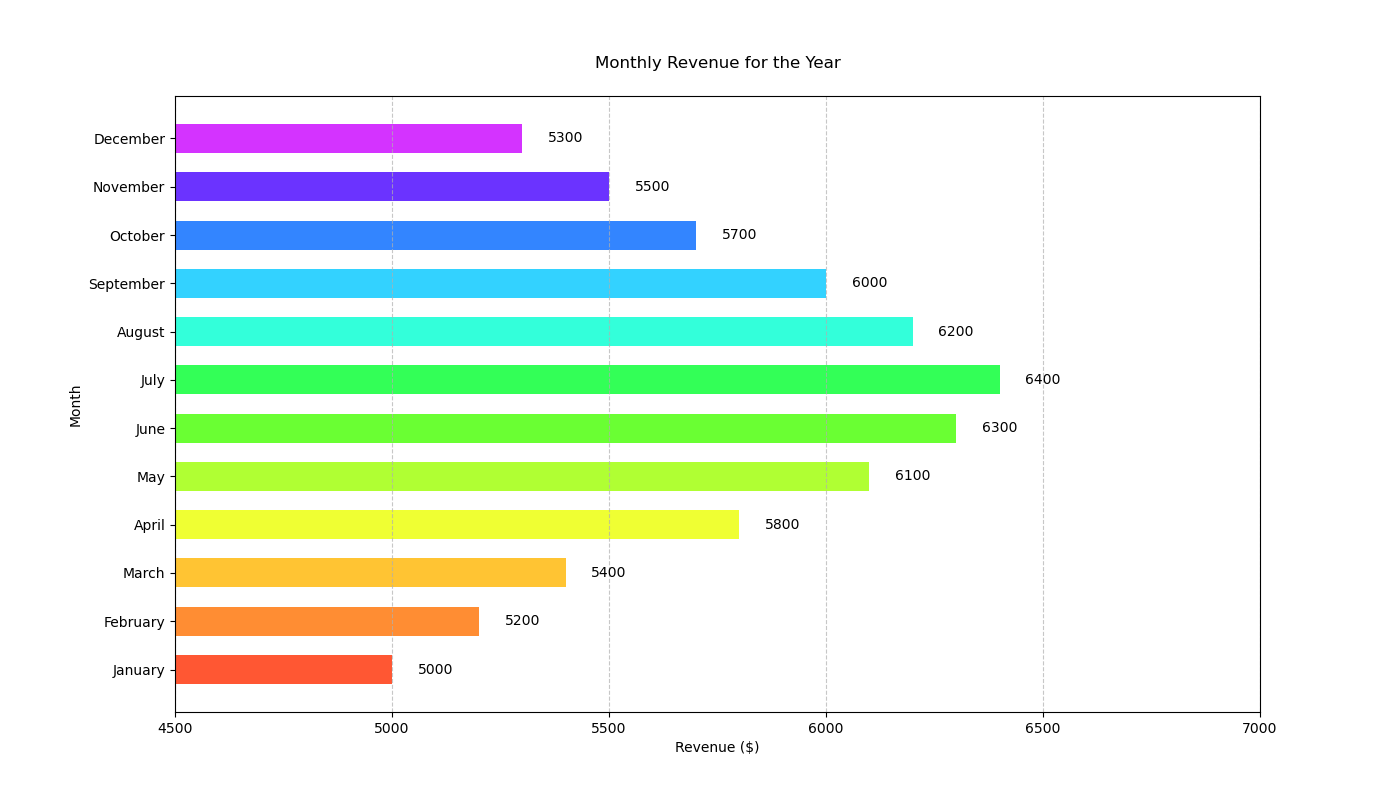 Monthly Revenue for the Year
December 5300
November 5500
October 5700
September 6000
August 6200
July 6400
Month
June 6300
May 6100
April 5800
March 5400
February 5200
January 5000
4500 5000 5500 6000 6500 7000
Revenue ($)